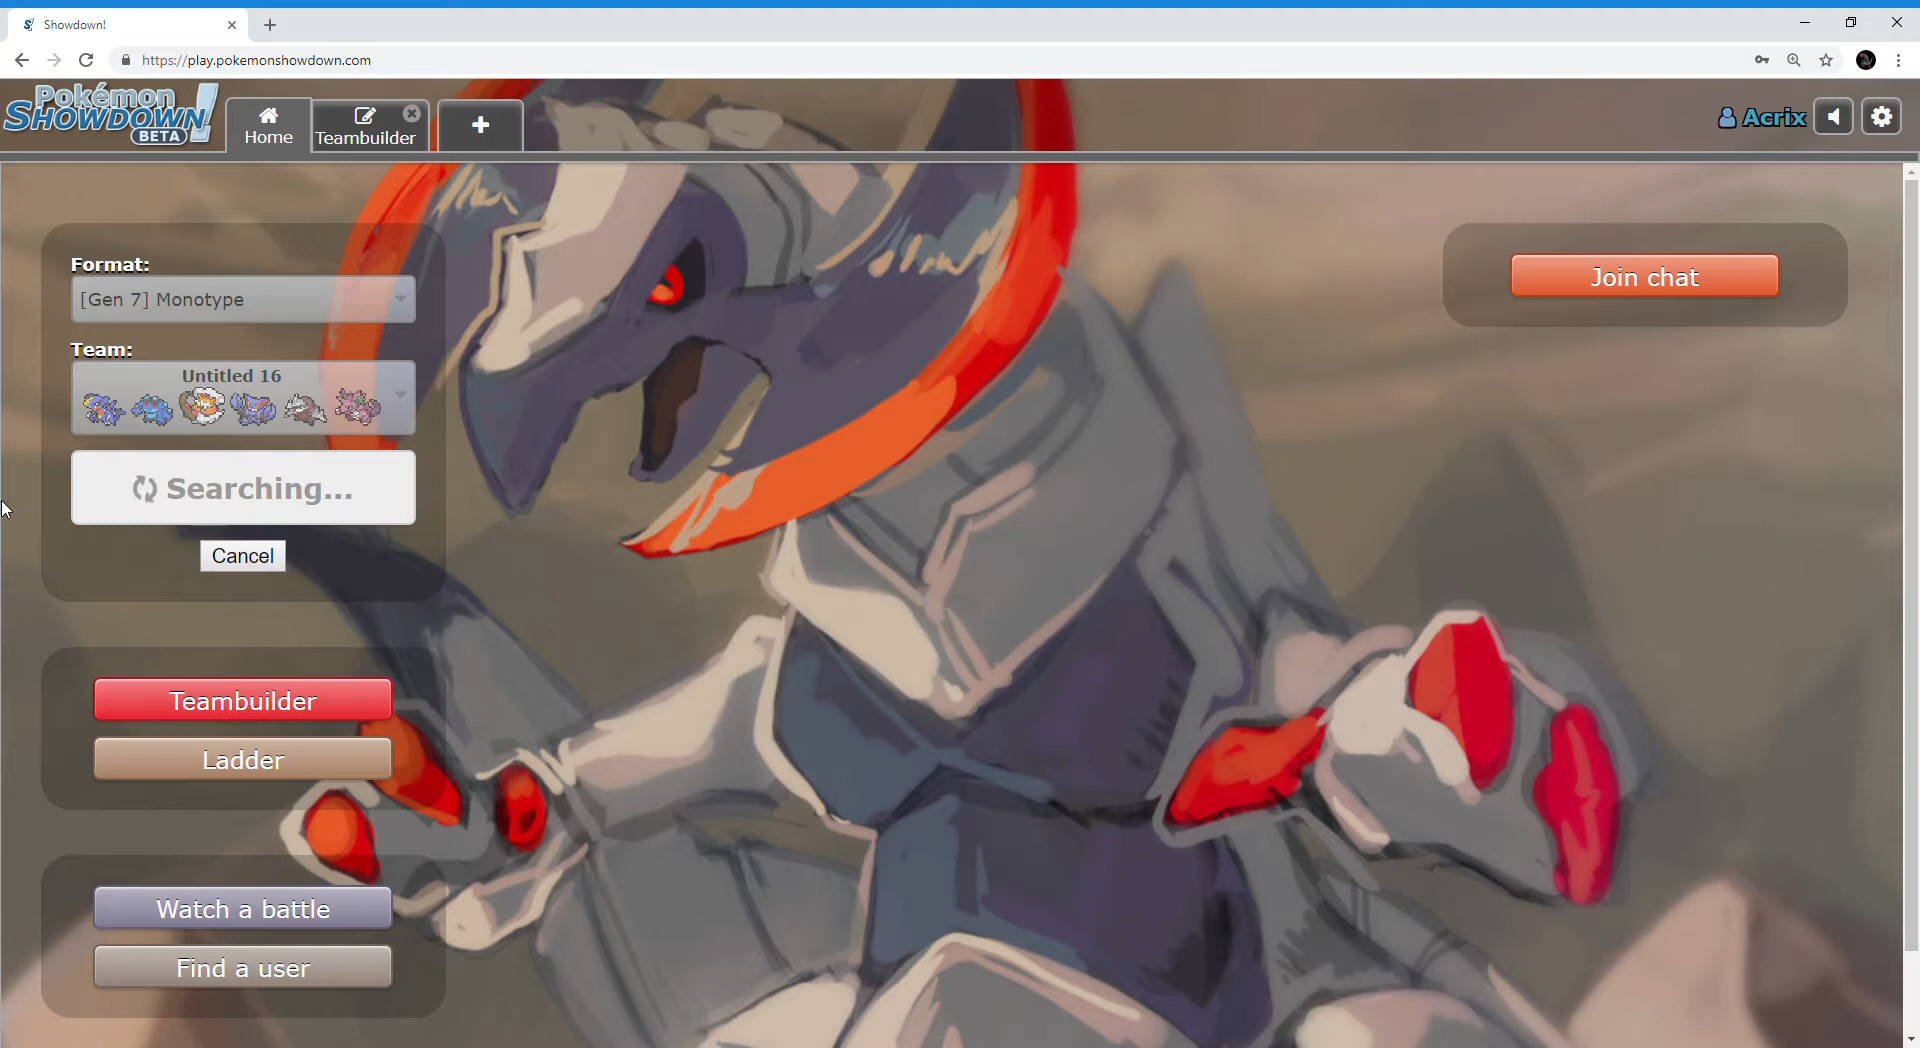 Showdown!
https://play.pokemonshowdown.com
Pokémon
SHOWDOWN!
BETA
Home
Teambuilder
Acrix
Format:
[Gen 7] Monotype
Team:
Untitled 16
Searching...
Cancel
Teambuilder
Ladder
Watch a battle
Find a user
Join chat